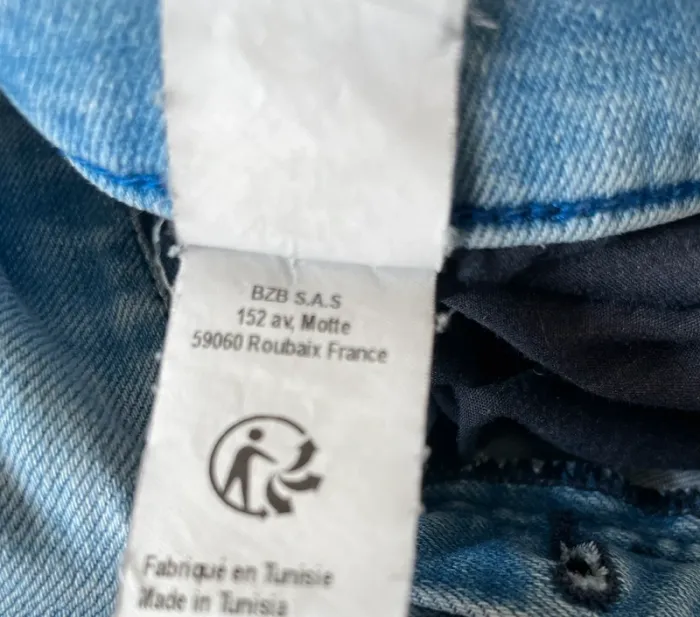 BZB S.A.S
152 av, Motte
59060 Roubaix France
Fabriqué en Tunisie
Made in Tunisia